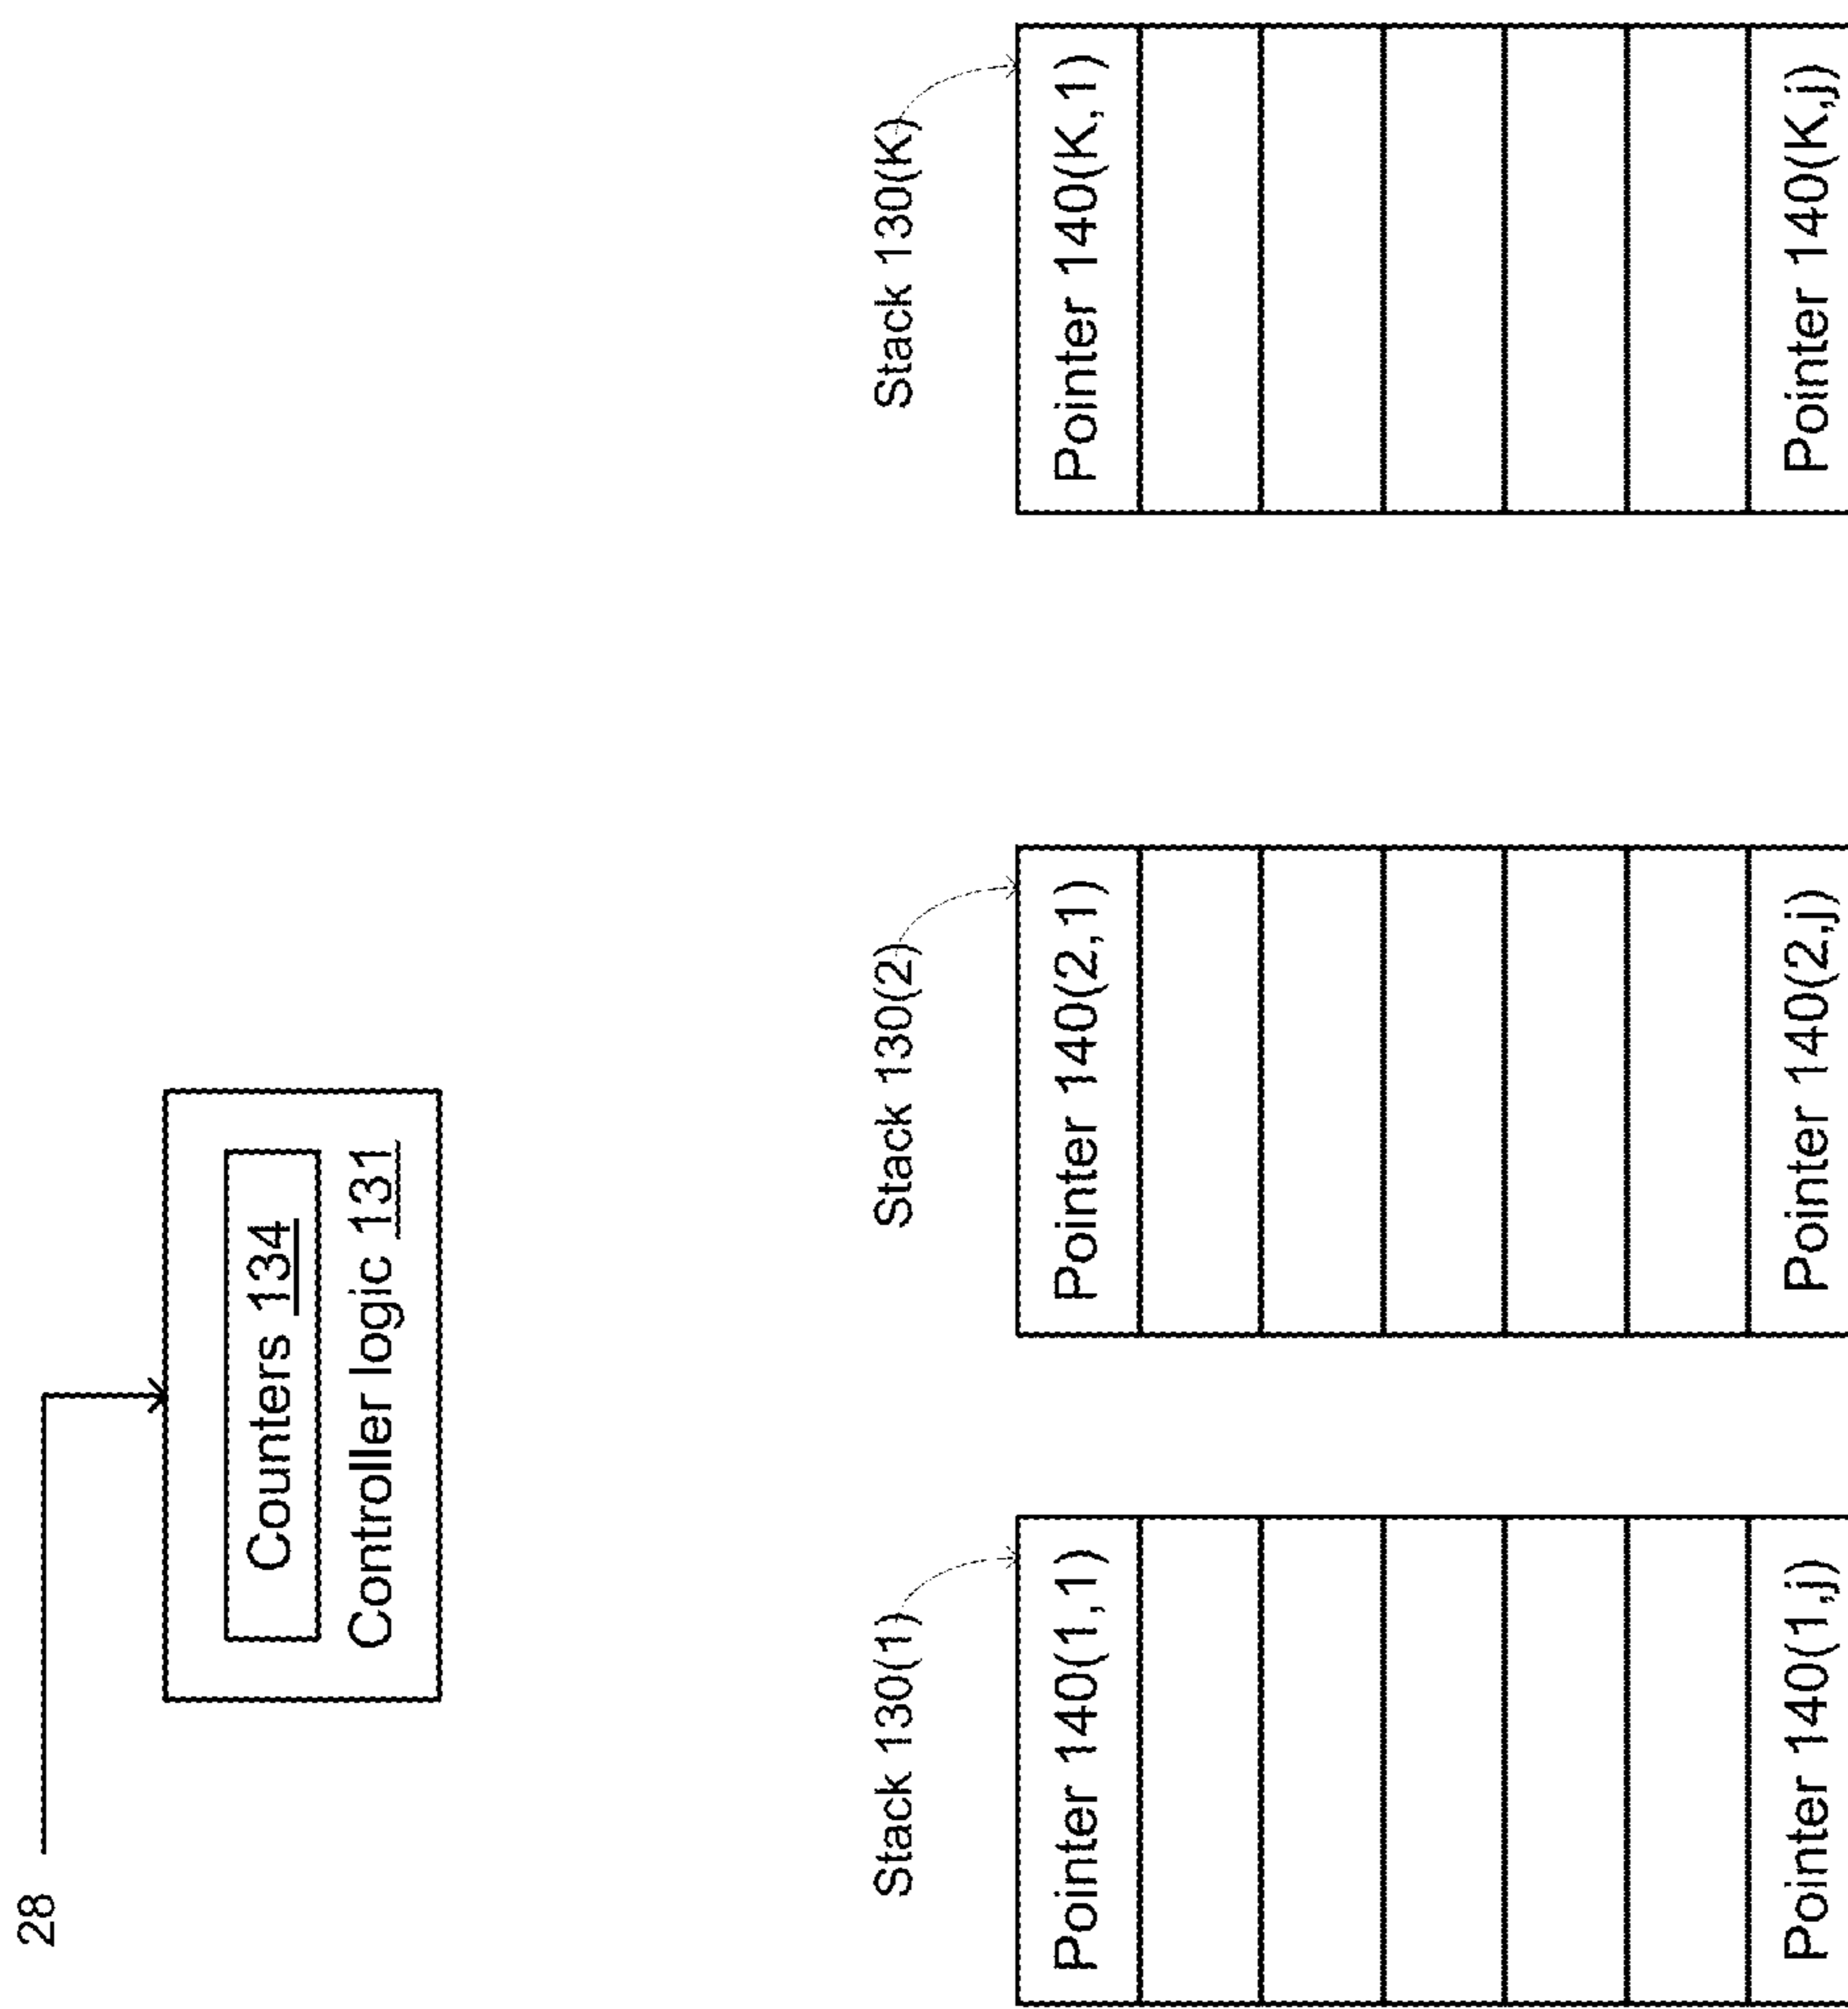 28
Counters 134
Controller logic 131
Stack 130(1)
Stack 130(2)
Stack 130(K)
Pointer 140(1,1)
Pointer 140(2,1)
Pointer 140(K,1)
Pointer 140(1,j)
Pointer 140(2,j)
Pointer 140(K,j)